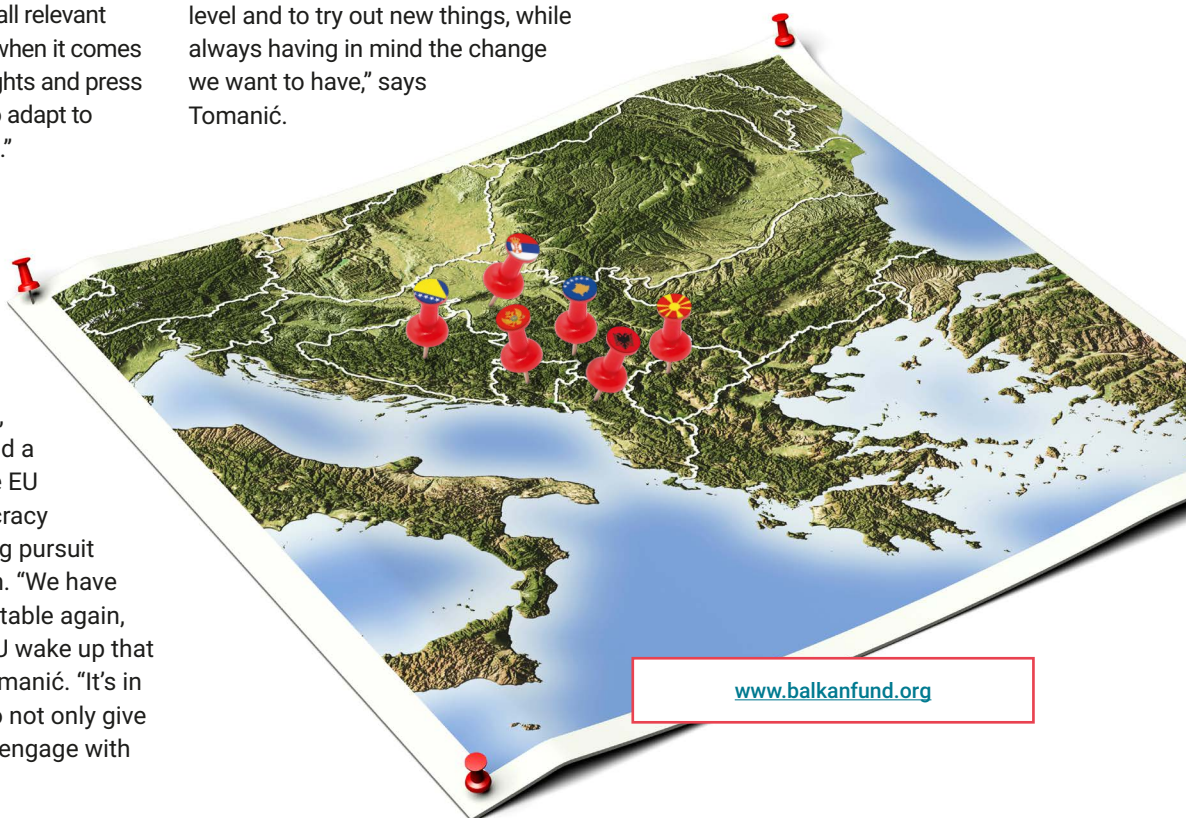 all relevant
when it comes
ghts and press
o adapt to
.”
,
d a
e EU
cracy
g pursuit
n. “We have
table again,
U wake up that
manić. “It’s in
o not only give
engage with
level and to try out new things, while
always having in mind the change
we want to have,” says
Tomanić.
www.balkanfund.org